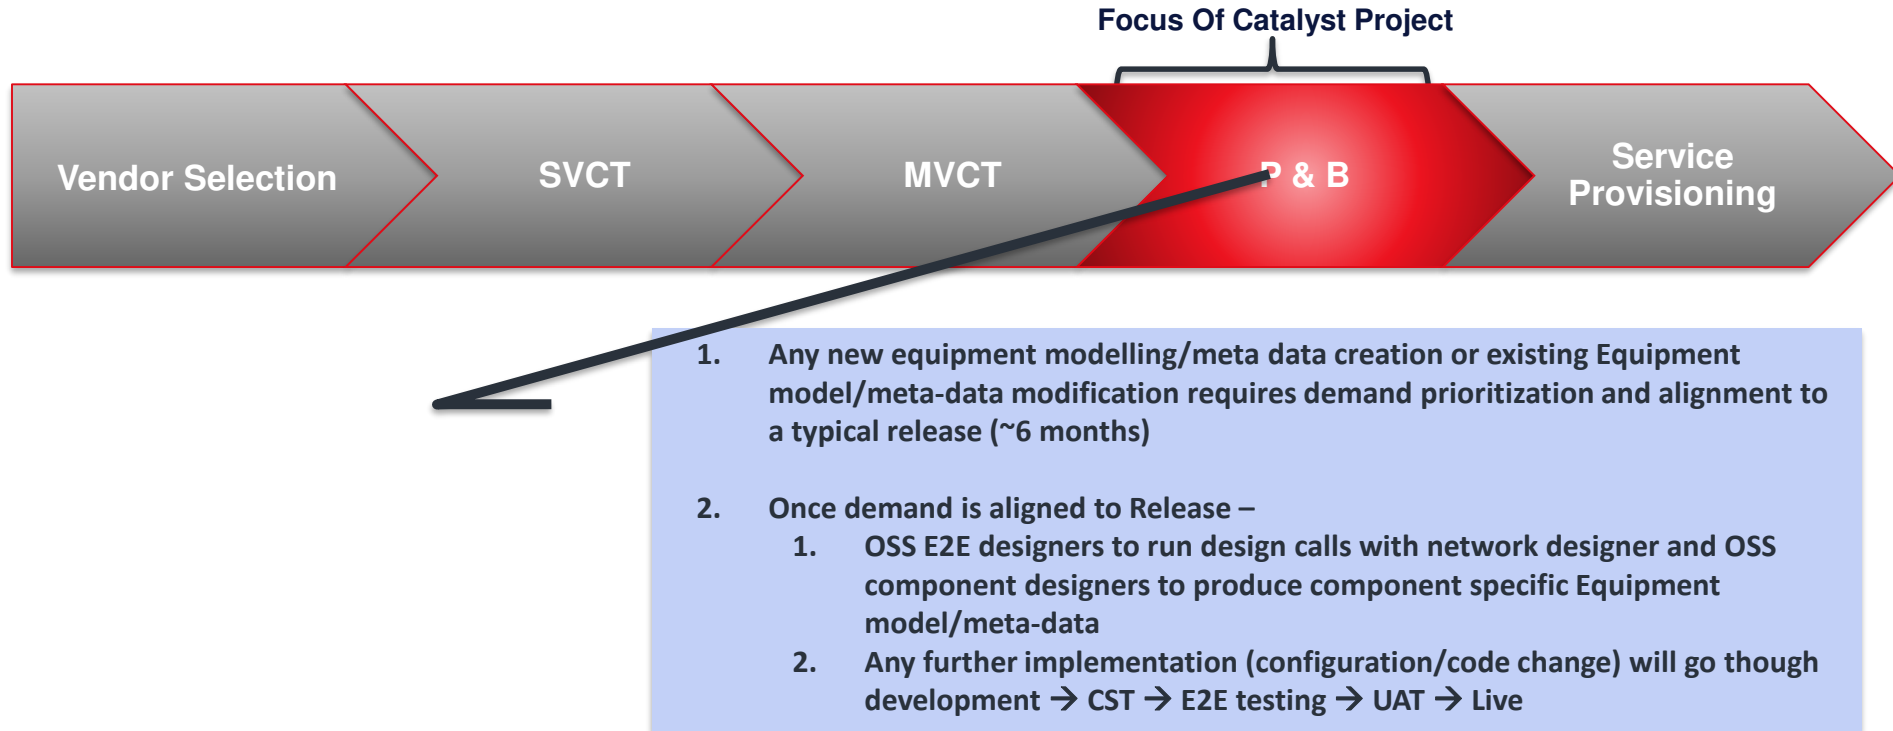 Focus Of Catalyst Project
Vendor Selection
SVCT
MVCT
P & B
Service
Provisioning
1. Any new equipment modelling/meta data creation or existing Equipment
model/meta-data modification requires demand prioritization and alignment to
a typical release (~6 months)
2. Once demand is aligned to Release –
1. OSS E2E designers to run design calls with network designer and OSS
component designers to produce component specific Equipment
model/meta-data
2. Any further implementation (configuration/code change) will go though
development → CST → E2E testing → UAT → Live